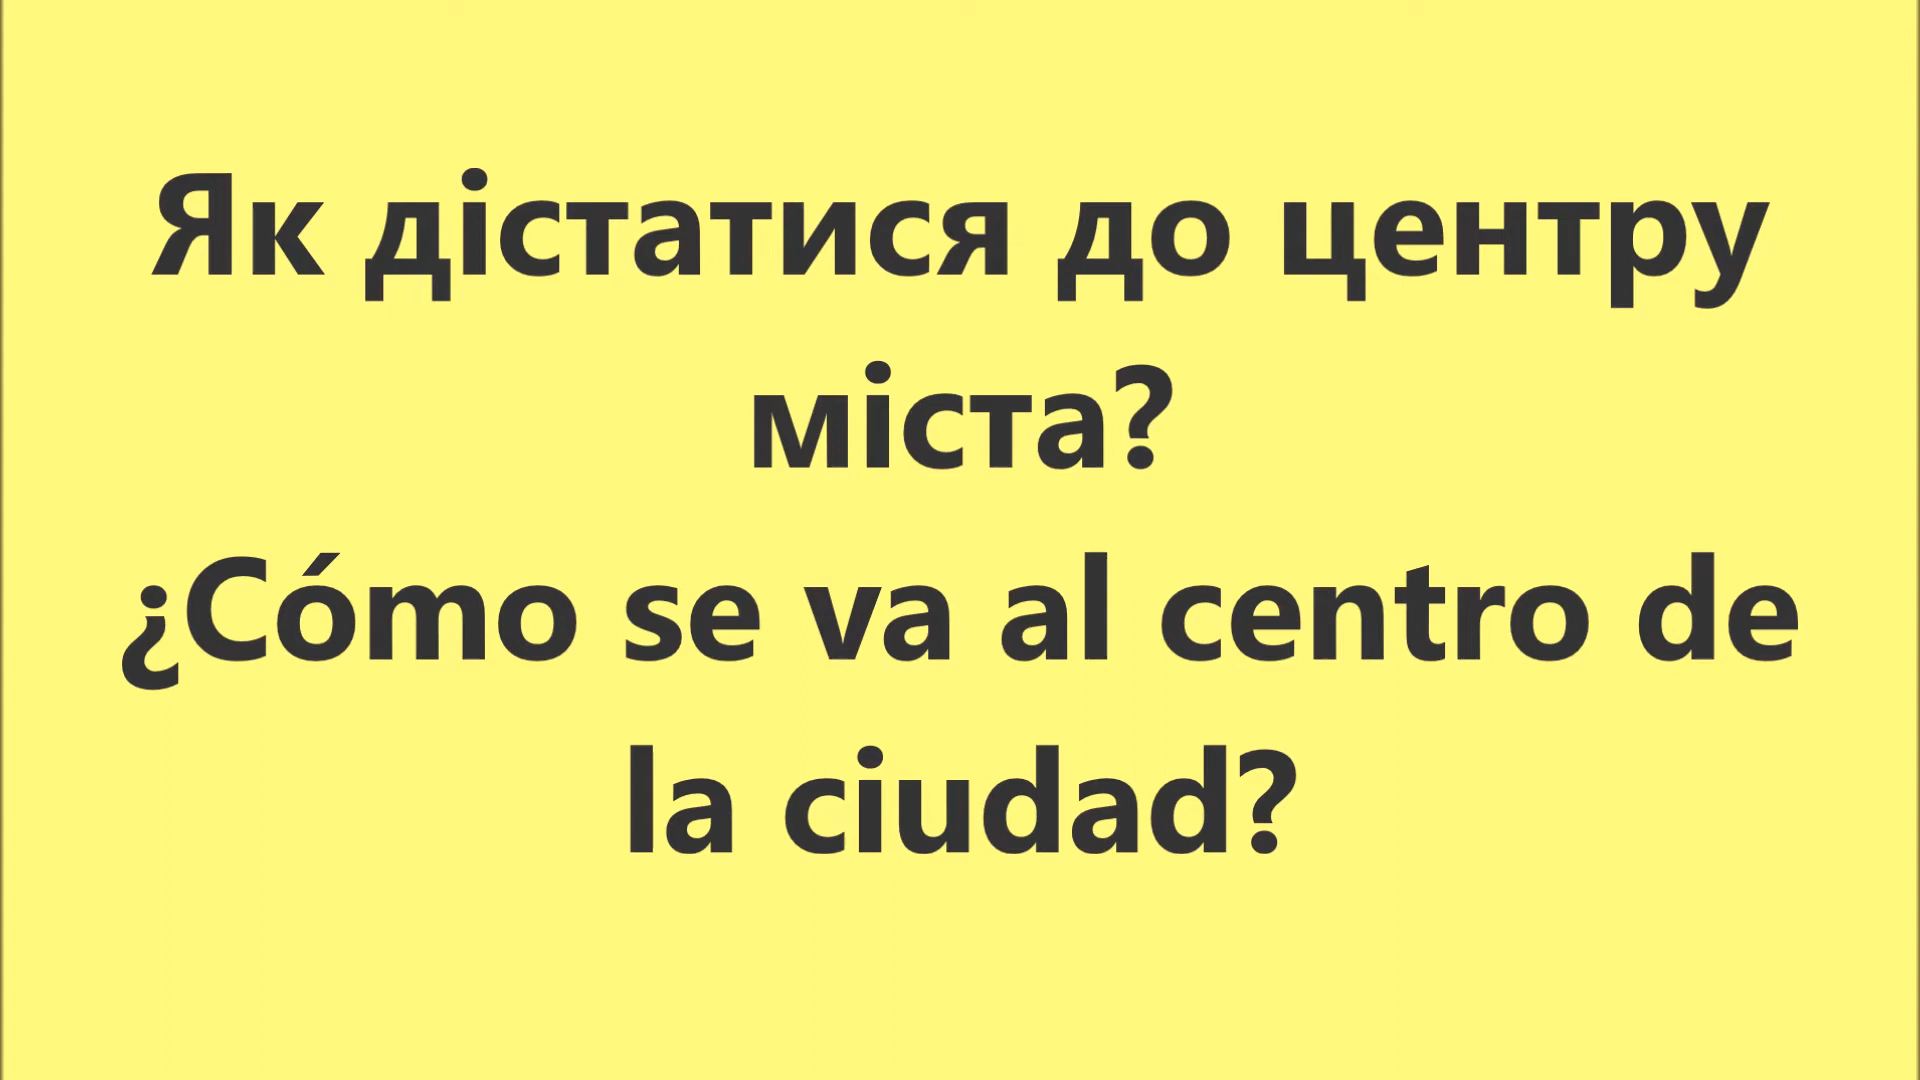 Як дістатися до центру
міста?
¿Cómo se va al centro de
la ciudad?